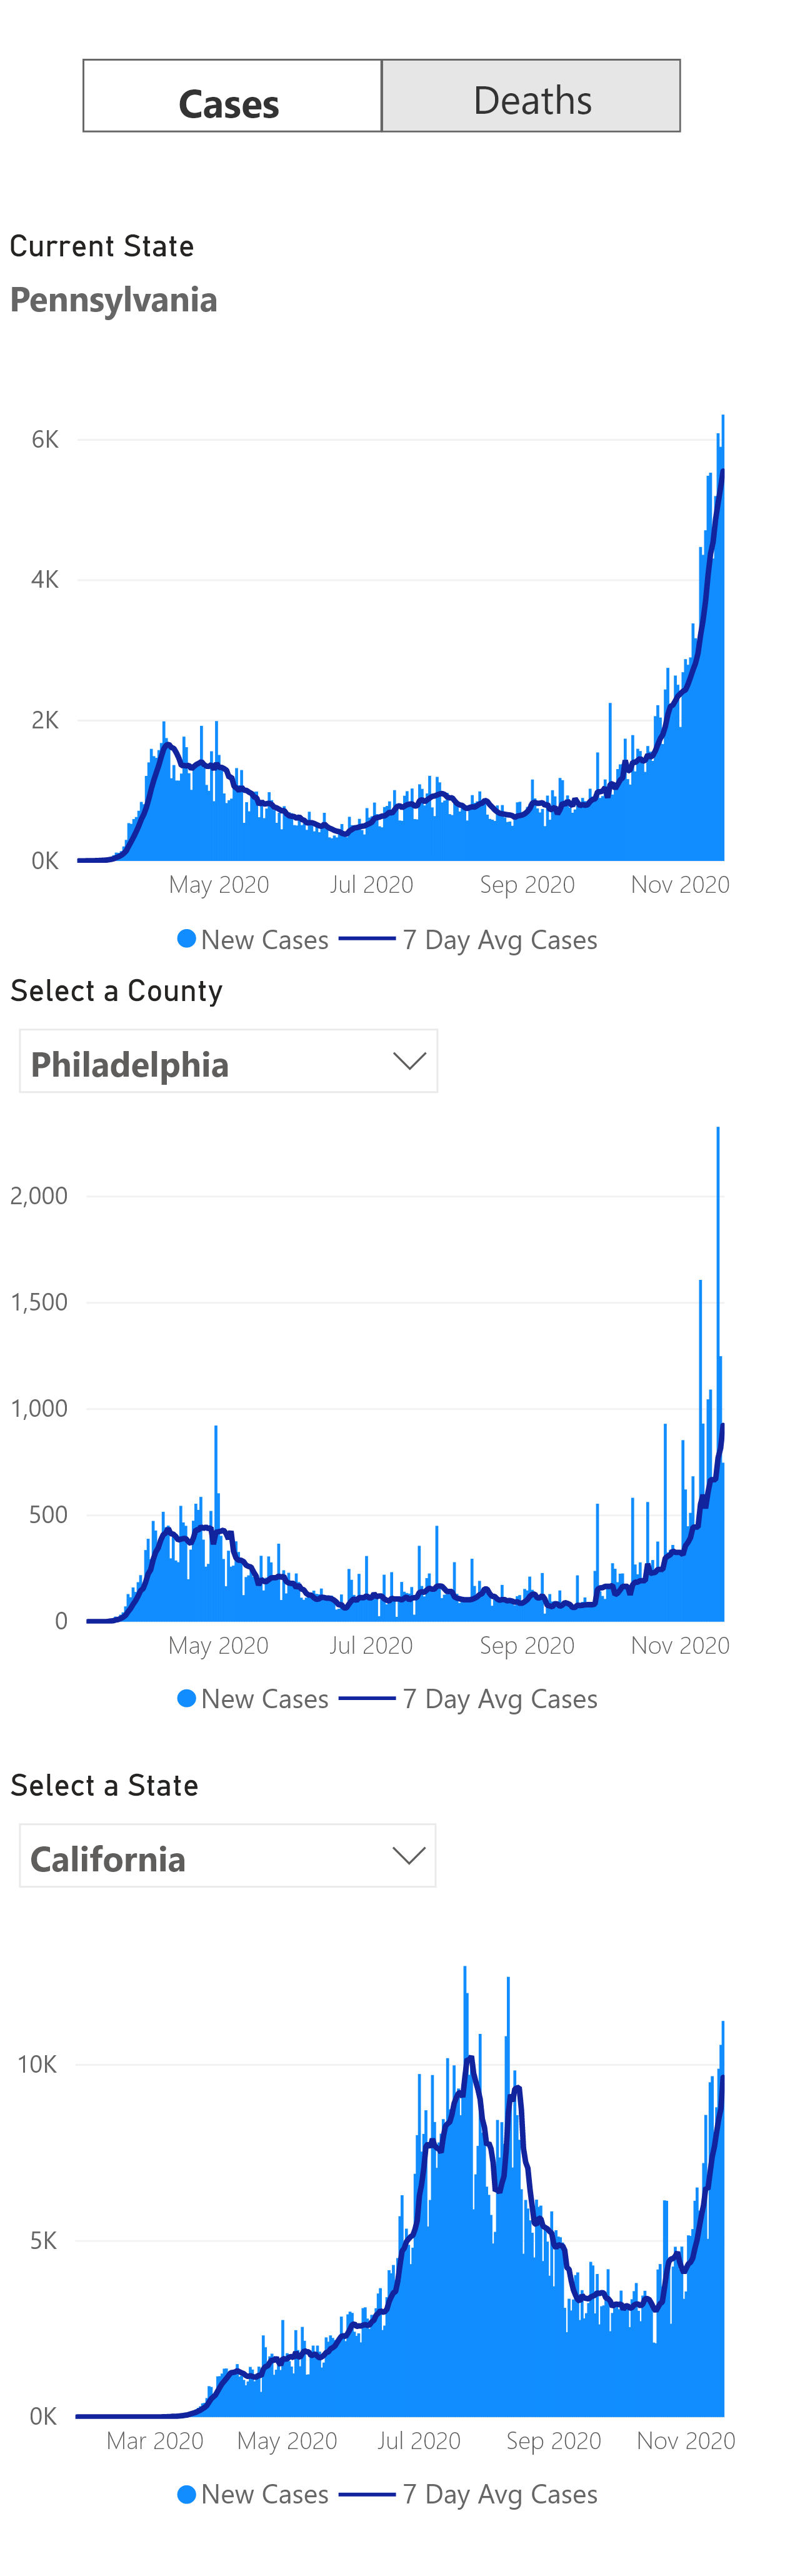 Cases Deaths
Current State
Pennsylvania
6K
4K
2K
0K
May 2020 Jul 2020 Sep 2020 Nov 2020
New Cases 7 Day Avg Cases
Select a County
Philadelphia
2,000
1,500
1,000
500
0
May 2020 Jul 2020 Sep 2020 Nov 2020
New Cases 7 Day Avg Cases
Select a State
California
10K
5K
0K
Mar 2020 May 2020 Jul 2020 Sep 2020 Nov 2020
New Cases 7 Day Avg Cases